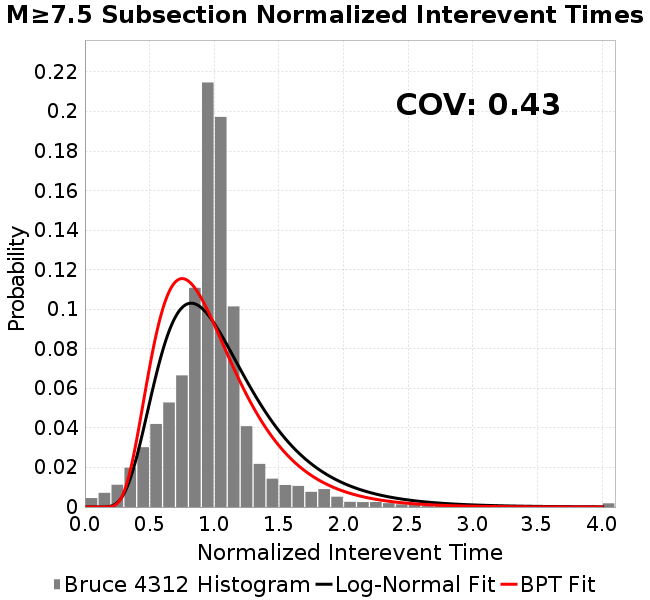 M≥7.5 Subsection Normalized Interevent Times
COV: 0.43
Probability
0.22
0.2
0.18
0.16
0.14
0.12
0.1
0.08
0.06
0.04
0.02
0
0.0 0.5 1.0 1.5 2.0 2.5 3.0 3.5 4.0
Normalized Interevent Time
Bruce 4312 Histogram Log-Normal Fit BPT Fit